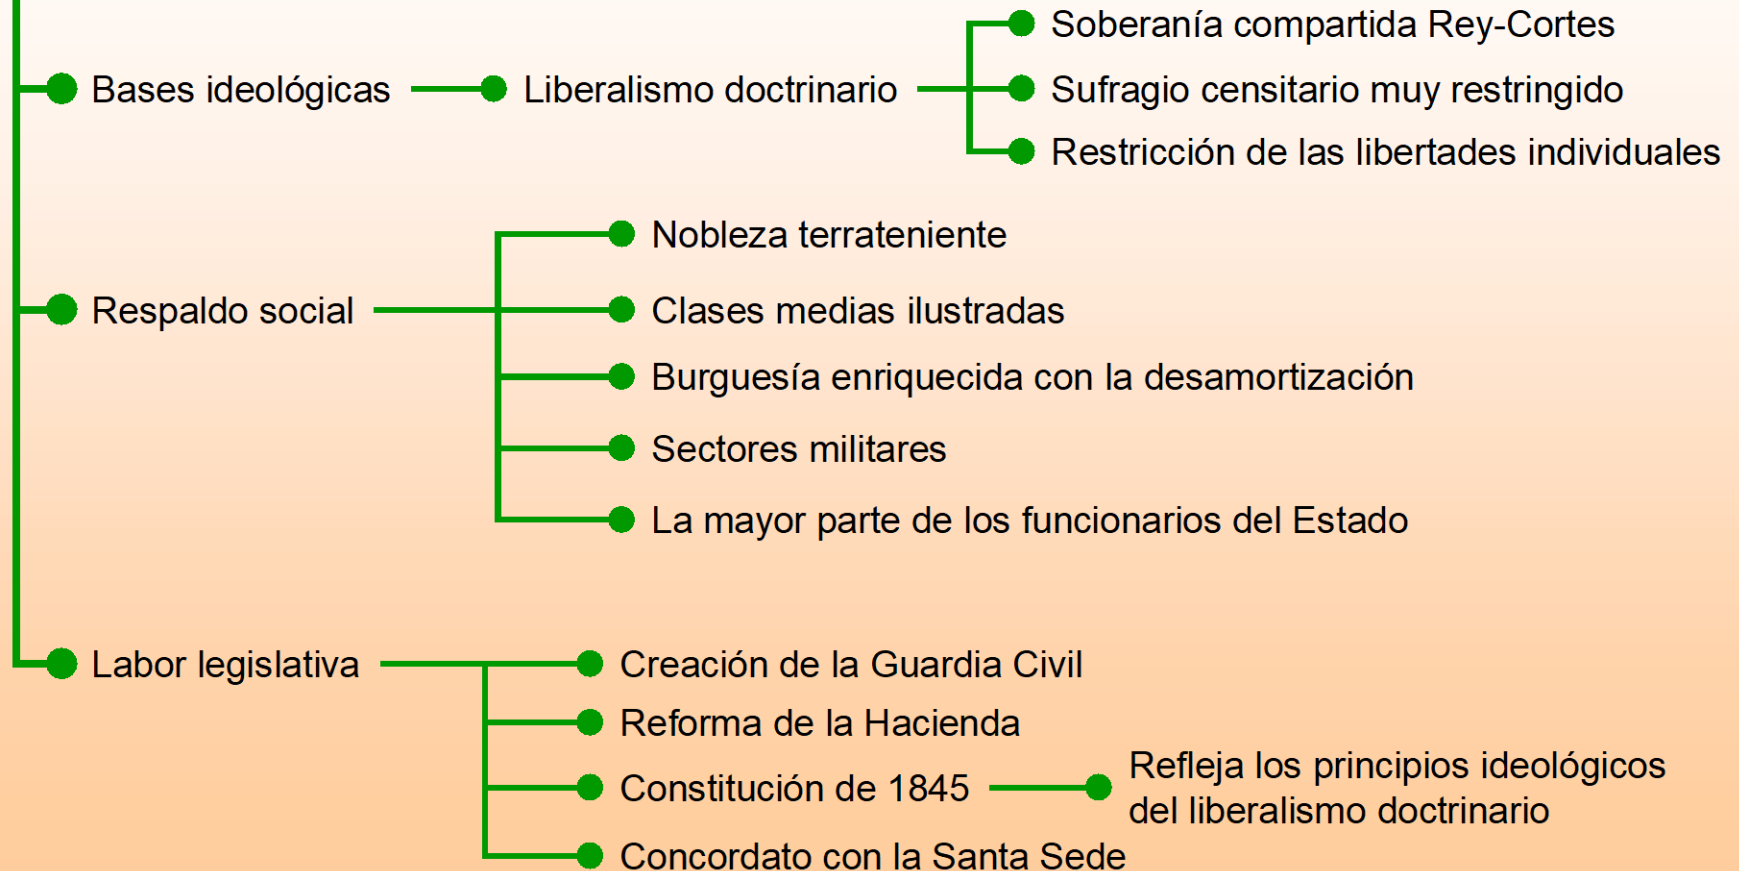 Soberanía compartida Rey-Cortes
Bases ideológicas
Liberalismo doctrinario
Sufragio censitario muy restringido
Restricción de las libertades individuales
Nobleza terrateniente
Respaldo social
Clases medias ilustradas
Burguesía enriquecida con la desamortización
Sectores militares
La mayor parte de los funcionarios del Estado
Labor legislativa
Creación de la Guardia Civil
Reforma de la Hacienda
Constitución de 1845
Refleja los principios ideológicos
del liberalismo doctrinario
Concordato con la Santa Sede